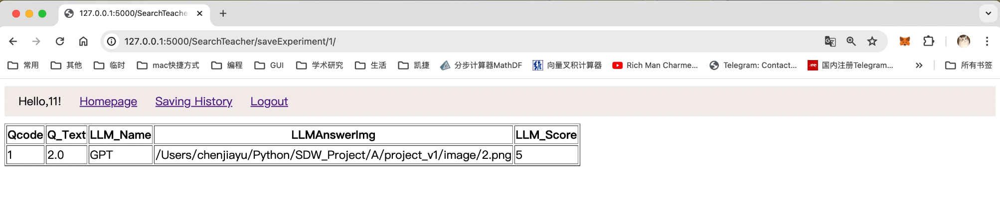 127.0.0.1:5000/SearchTeache
127.0.0.1:5000/SearchTeacher/saveExperiment/1/
常用 其他 临时 mac快捷方式 编程 GUI 学术研究 生活 凯捷 分步计算器MathDF 向量叉积计算器 Rich Man Charme... Telegram: Contact... 国内注册Telegram... 所有书签
Hello,11! Homepage Saving History Logout
Qcode Q_Text LLM_Name LLMAnswerImg LLM_Score
1 2.0 GPT /Users/chenjiayu/Python/SDW_Project/A/project_v1/image/2.png 5